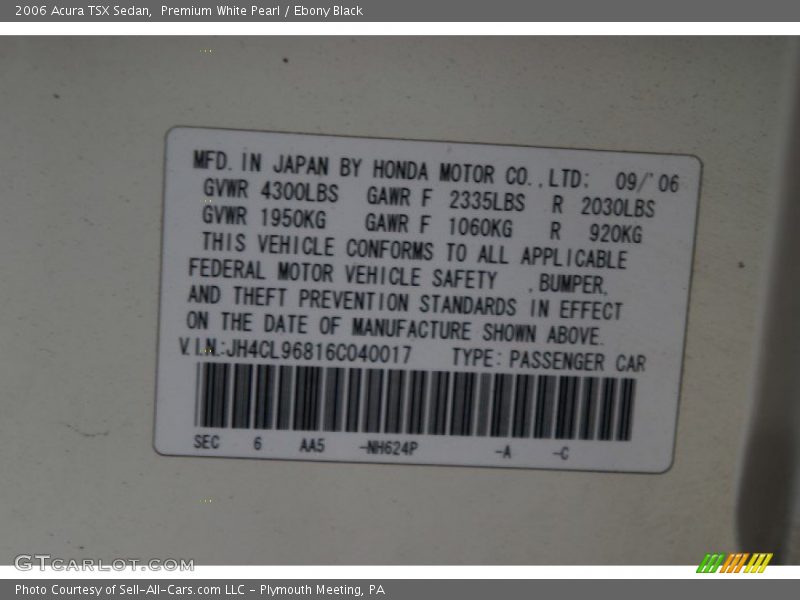 2006 Acura TSX Sedan,  Premium White Pearl / Ebony Black
MFD. IN JAPAN BY HONDA MOTOR CO.,LTD: 09/'06
GVWR 4300LBS GAWR F 2335LBS R 2030LBS
GVWR 1950KG GAWR F 1060KG R 920KG
THIS VEHICLE CONFORMS TO ALL APPLICABLE
FEDERAL MOTOR VEHICLE SAFETY ,BUMPER,
AND THEFT PREVENTION STANDARDS IN EFFECT
ON THE DATE OF MANUFACTURE SHOWN ABOVE.
V.I.N.:JH4CL96816C040017 TYPE: PASSENGER CAR
SEC 6 AA5 -NH624P -A -C
GTCARLOT.COM
Photo Courtesy of Sell-All-Cars.com LLC - Plymouth Meeting, PA